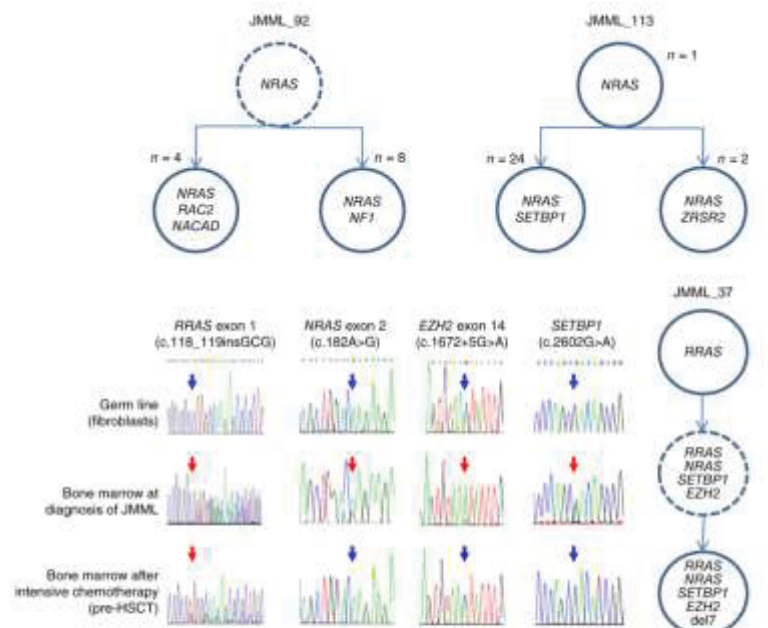 JMML_92
JMML_113
NRAS
n = 1
NRAS
n = 4
n = 8
n = 24
n = 2
NRAS
RAC2
NACAD
NRAS
NF1
NRAS
SETBP1
NRAS
ZRSR2
JMML_37
RRAS exon 1
(c.118_119insGCG)
NRAS exon 2
(c.182A>G)
EZH2 exon 14
(c.1672+5G>A)
SETBP1
(c.2602G>A)
RRAS
Germ line
(fibroblasts)
RRAS
NRAS
SETBP1
EZH2
Bone marrow at
diagnosis of JMML
Bone marrow after
intensive chemotherapy
(pre-HSCT)
RRAS
NRAS
SETBP1
EZH2
del7